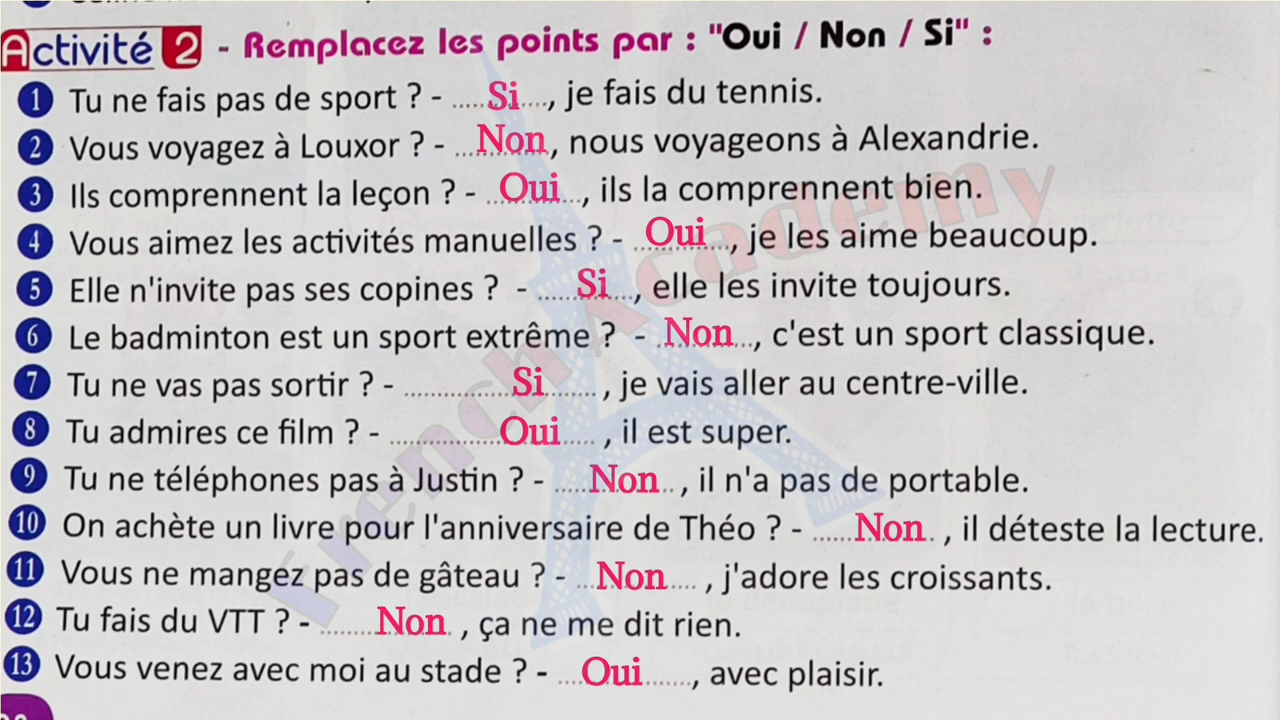 Activité 2 - Remplacez les points par : "Oui / Non / Si" :
1 Tu ne fais pas de sport ? - ......Si...., je fais du tennis.
2 Vous voyagez à Louxor ? - ...Non, nous voyageons à Alexandrie.
3 Ils comprennent la leçon ? - ..Oui..., ils la comprennent bien.
4 Vous aimez les activités manuelles ? - ..Oui..., je les aime beaucoup.
5 Elle n'invite pas ses copines ? - ......Si...., elle les invite toujours.
6 Le badminton est un sport extrême ? - ..Non..., c'est un sport classique.
7 Tu ne vas pas sortir ? - ..................Si........., je vais aller au centre-ville.
8 Tu admires ce film ? - ..................Oui......, il est super.
9 Tu ne téléphones pas à Justin ? - ......Non.. , il n'a pas de portable.
10 On achète un livre pour l'anniversaire de Théo ? - ......Non. , il déteste la lecture.
11 Vous ne mangez pas de gâteau ? - ...Non.... , j'adore les croissants.
12 Tu fais du VTT ? - .........Non. , ça ne me dit rien.
13 Vous venez avec moi au stade ? - ....Oui......., avec plaisir.
French Academy